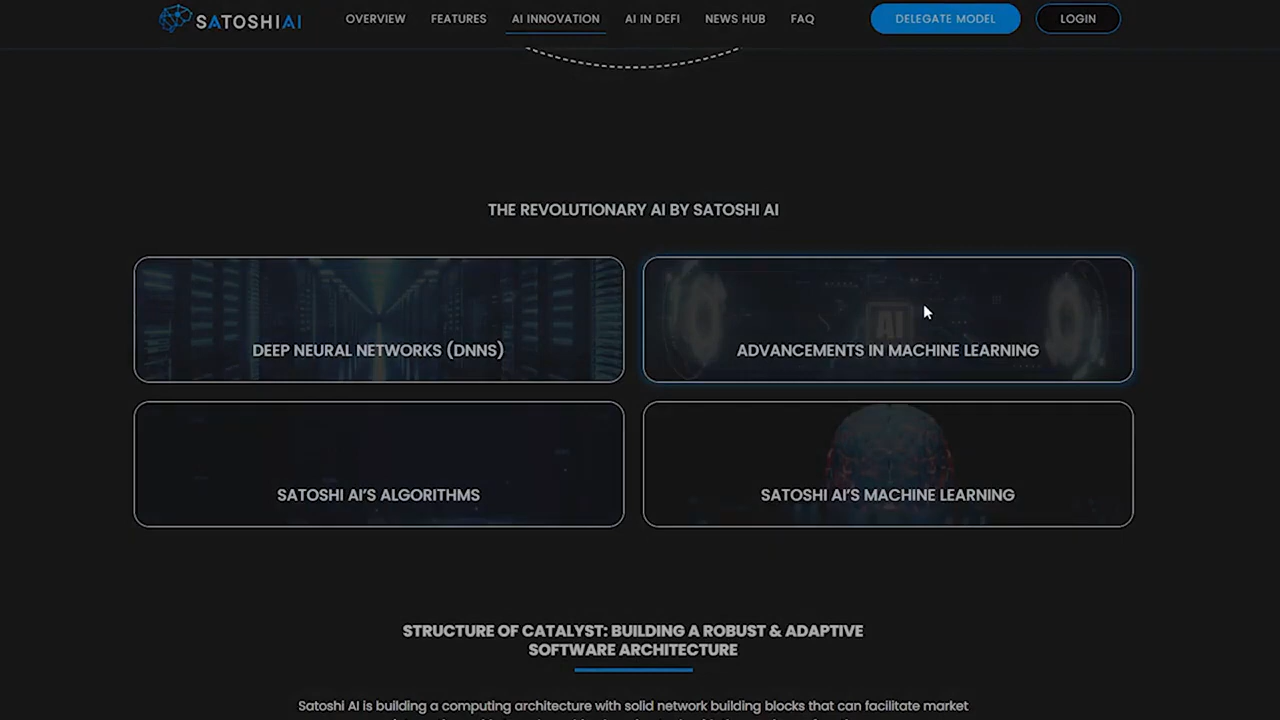 SATOSHIAI
OVERVIEW
FEATURES
AI INNOVATION
AI IN DEFI
NEWS HUB
FAQ
DELEGATE MODEL
LOGIN
THE REVOLUTIONARY AI BY SATOSHI AI
AI
DEEP NEURAL NETWORKS (DNNS)
ADVANCEMENTS IN MACHINE LEARNING
SATOSHI AI'S ALGORITHMS
SATOSHI AI'S MACHINE LEARNING
STRUCTURE OF CATALYST: BUILDING A ROBUST & ADAPTIVE
SOFTWARE ARCHITECTURE
Satoshi AI is building a computing architecture with solid network building blocks that can facilitate market